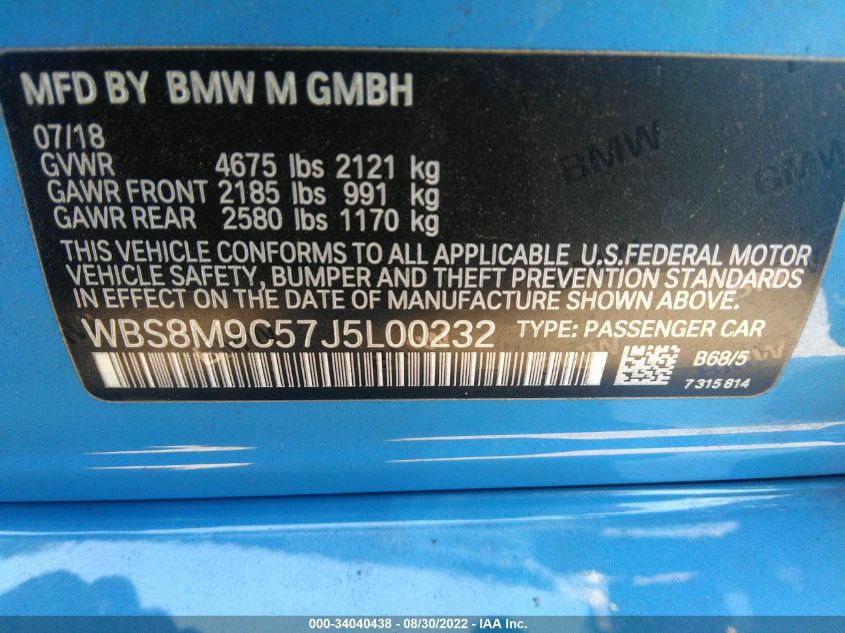 MFD BY BMW M GMBH
07/18
GVWR 4675 lbs 2121 kg
GAWR FRONT 2185 lbs 991 kg
GAWR REAR 2580 lbs 1170 kg
THIS VEHICLE CONFORMS TO ALL APPLICABLE U.S.FEDERAL MOTOR
VEHICLE SAFETY, BUMPER AND THEFT PREVENTION STANDARDS
IN EFFECT ON THE DATE OF MANUFACTURE SHOWN ABOVE.
WBS8M9C57J5L00232 TYPE: PASSENGER CAR
B68/5
7 315 814
BMW
BMW
BMW
BMW
000-34040438 - 08/30/2022 - IAA Inc.